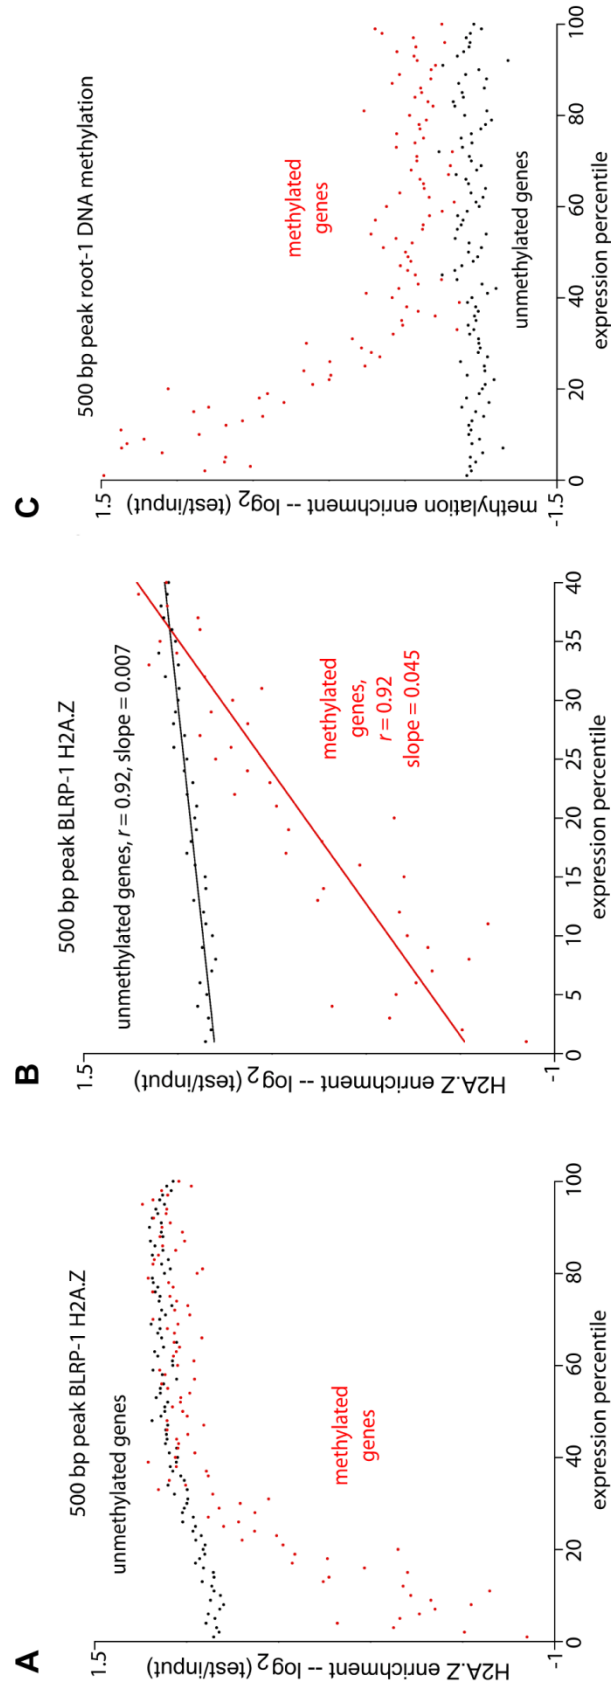 A
500 bp peak BLRP-1 H2A.Z
unmethylated genes
methylated
genes
H2A.Z enrichment -- log2 (test/input)
1.5
-1
0
20
40
60
80
100
expression percentile
B
500 bp peak BLRP-1 H2A.Z
unmethylated genes, r = 0.92, slope = 0.007
methylated
genes,
r = 0.92
slope = 0.045
H2A.Z enrichment -- log2 (test/input)
1.5
-1
0
5
10
15
20
25
30
35
40
expression percentile
C
500 bp peak root-1 DNA methylation
methylated
genes
unmethylated genes
methylation enrichment -- log2 (test/input)
1.5
-1.5
0
20
40
60
80
100
expression percentile